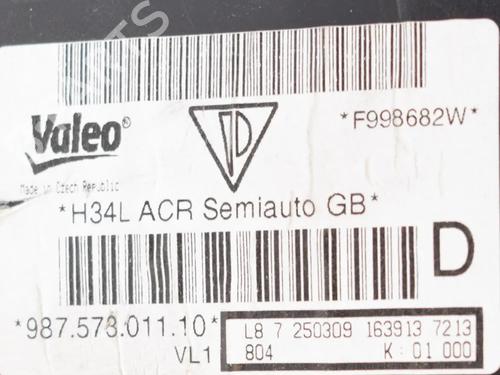 Valeo
*F998682W*
Made in Czech Republic
*H34L ACR Semiauto GB*
D
*987.573.011.10*
VL1
L8 7 250309 163913 7213
804 K:01 000